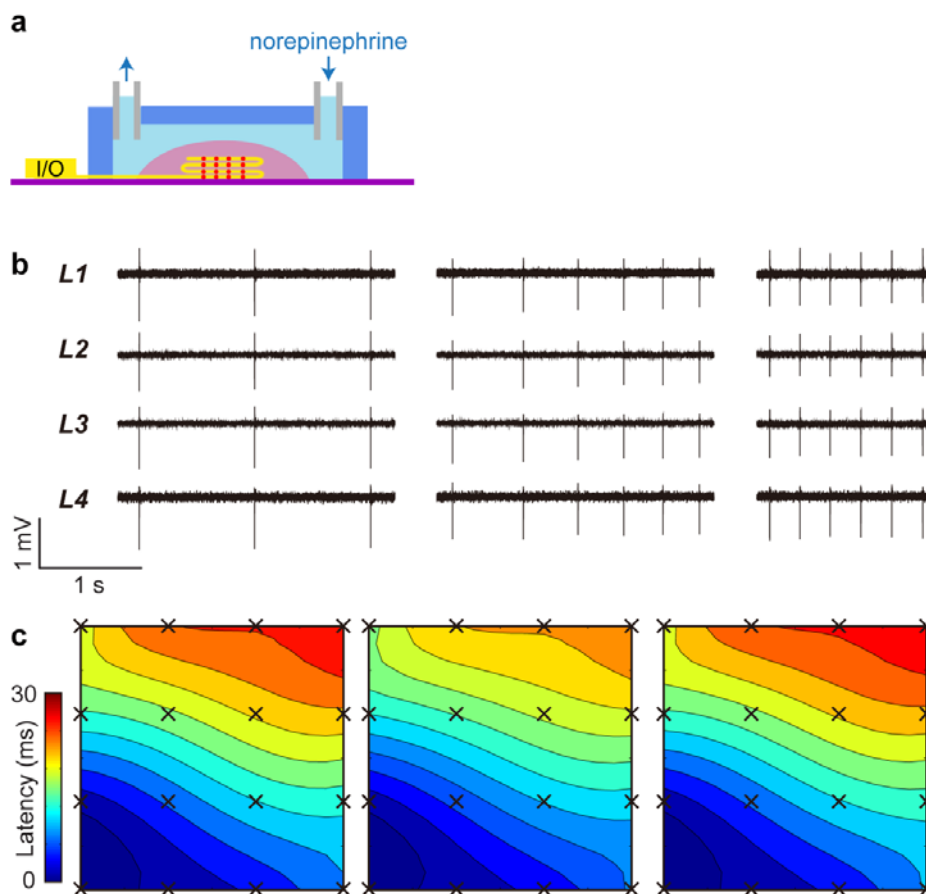 a
norepinephrine
I/O
b
L1
L2
L3
L4
1 mV
1 s
c
30
Latency (ms)
0